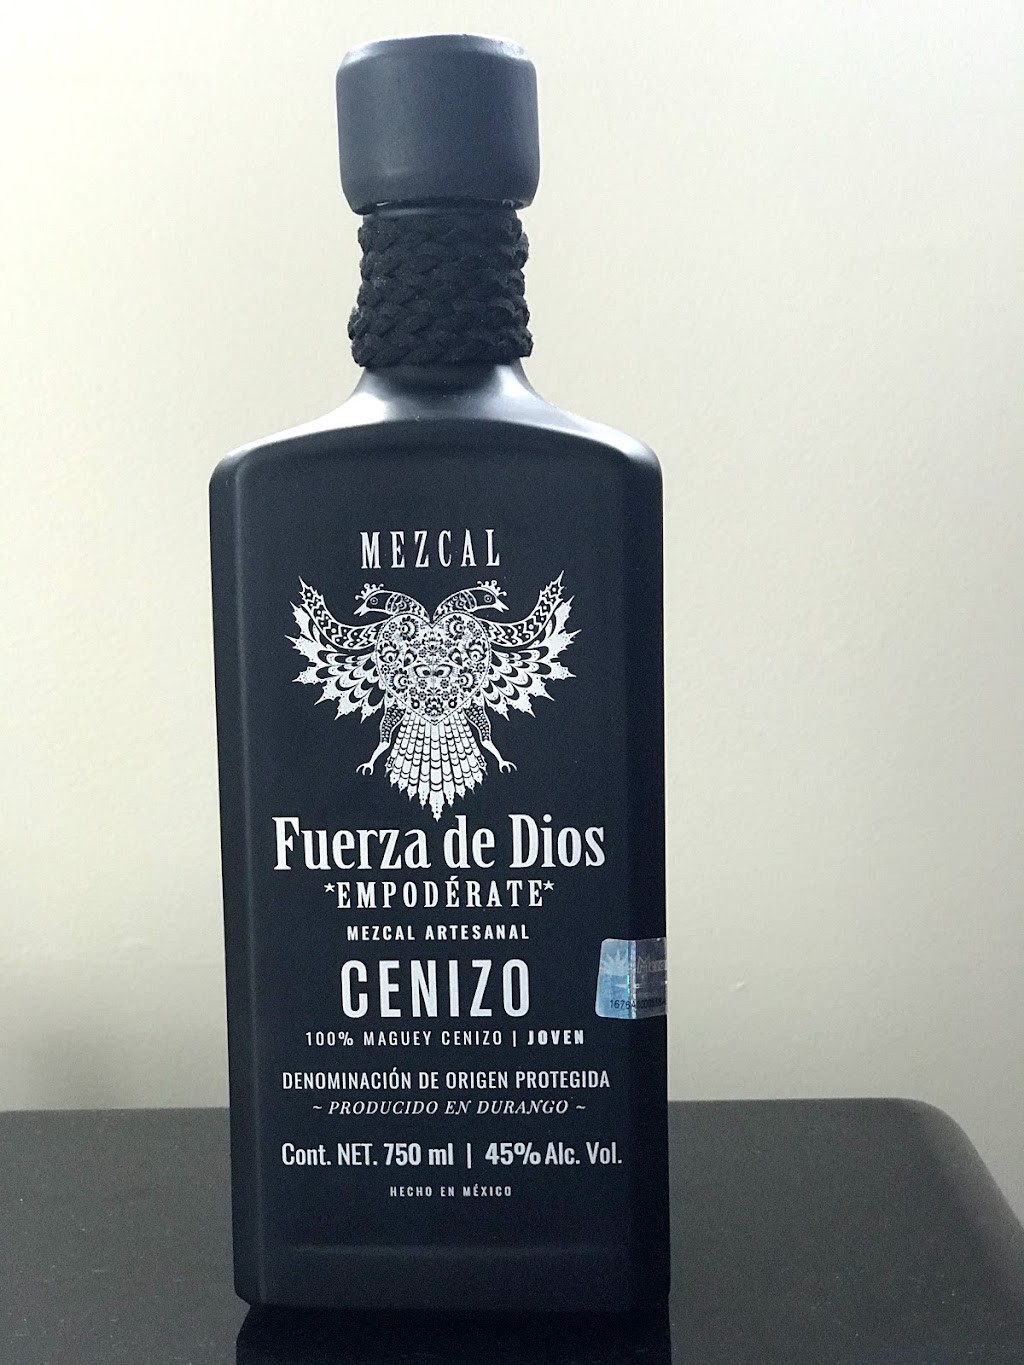 MEZCAL
Fuerza de Dios
*EMPODÉRATE*
MEZCAL ARTESANAL
CENIZO
100% MAGUEY CENIZO | JOVEN
DENOMINACIÓN DE ORIGEN PROTEGIDA
~ PRODUCIDO EN DURANGO ~
Cont. NET. 750 ml | 45% Alc. Vol.
HECHO EN MÉXICO